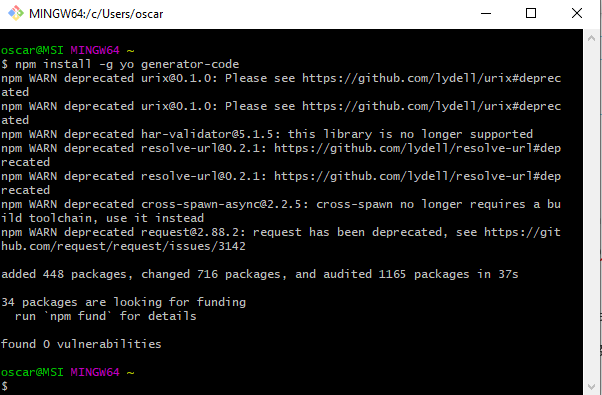 MINGW64:/c/Users/oscar
oscar@MSI MINGW64 ~
$ npm install -g yo generator-code
npm WARN deprecated urix@0.1.0: Please see https://github.com/lydell/urix#deprec
ated
npm WARN deprecated urix@0.1.0: Please see https://github.com/lydell/urix#deprec
ated
npm WARN deprecated har-validator@5.1.5: this library is no longer supported
npm WARN deprecated resolve-url@0.2.1: https://github.com/lydell/resolve-url#dep
recated
npm WARN deprecated resolve-url@0.2.1: https://github.com/lydell/resolve-url#dep
recated
npm WARN deprecated cross-spawn-async@2.2.5: cross-spawn no longer requires a bu
ild toolchain, use it instead
npm WARN deprecated request@2.88.2: request has been deprecated, see https://git
hub.com/request/request/issues/3142
added 448 packages, changed 716 packages, and audited 1165 packages in 37s
34 packages are looking for funding
  run `npm fund` for details
found 0 vulnerabilities
oscar@MSI MINGW64 ~
$